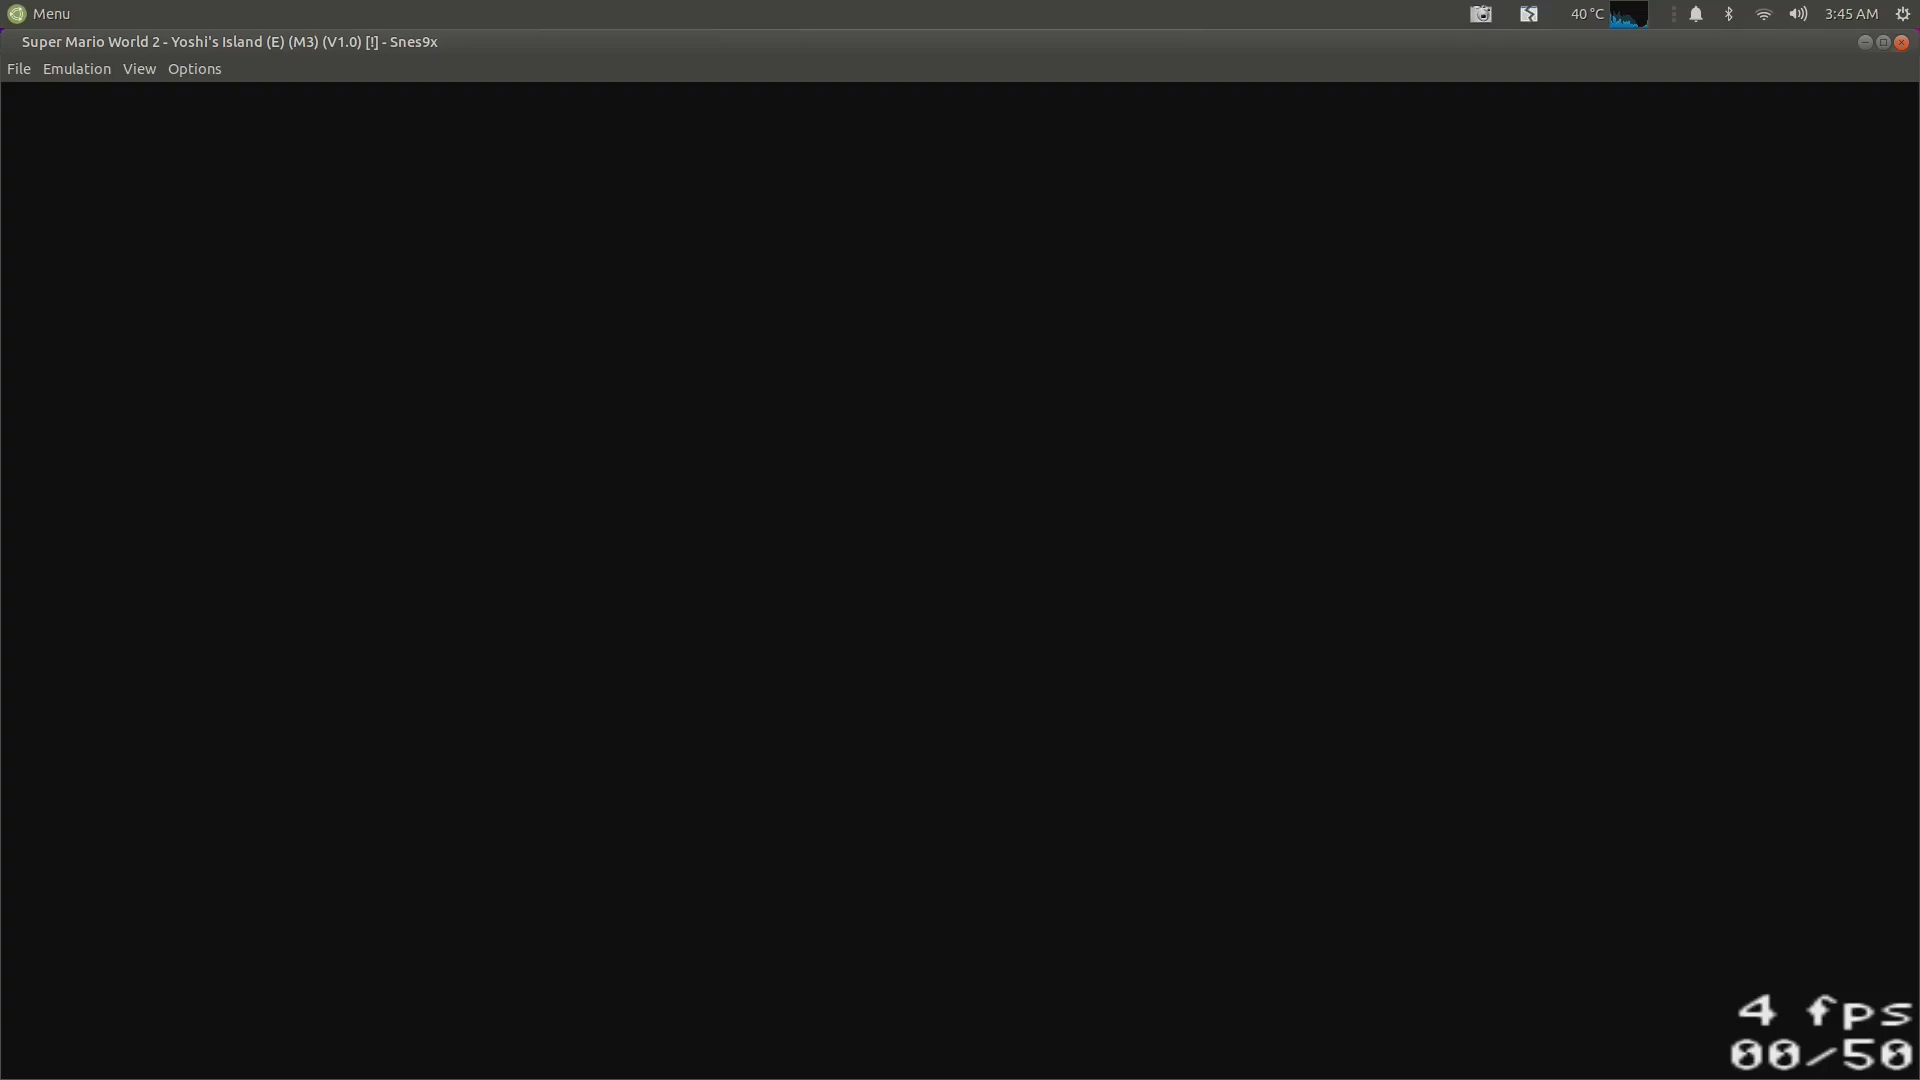 Menu
40 °C
3:45 AM
Super Mario World 2 - Yoshi's Island (E) (M3) (V1.0) [!] - Snes9x
File Emulation View Options
4 fps
00/50